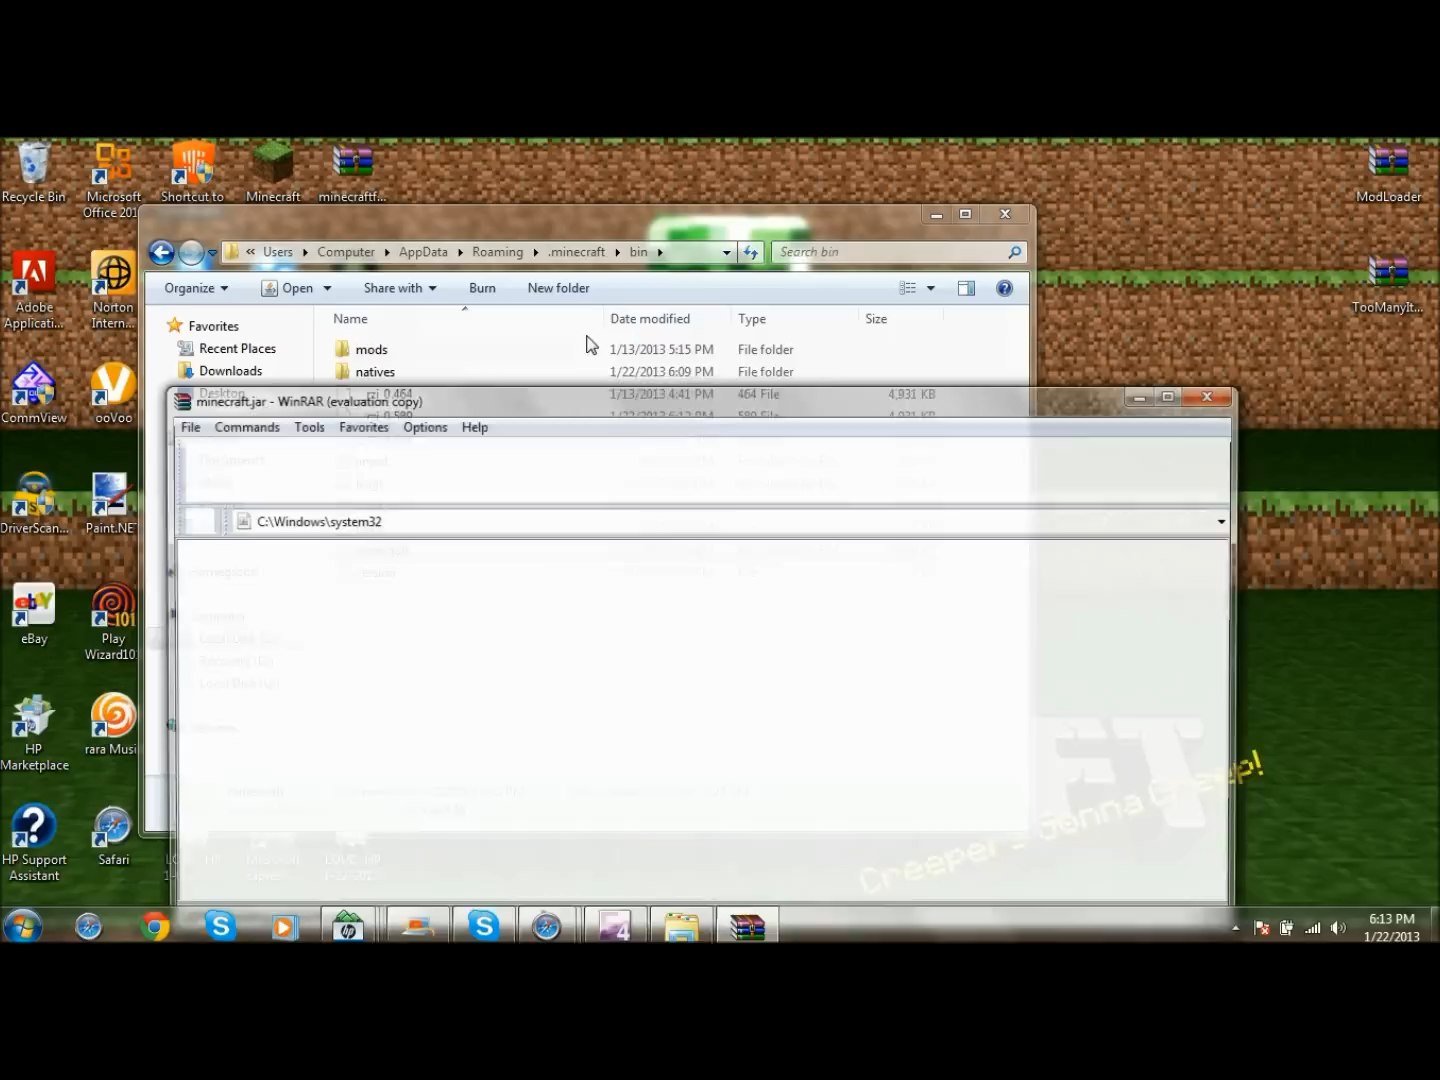 Recycle Bin
Microsoft
Office 201
Shortcut to
Minecraft
minecraftf...
ModLoader
TooManyIt...
Adobe
Applicati...
Norton
Intern...
CommView
ooVoo
DriverScan...
Paint.NET
eBay
Play
Wizard10
HP
Marketplace
rara Musi
HP Support
Assistant
Safari
« Users ▸ Computer ▸ AppData ▸ Roaming ▸ .minecraft ▸ bin ▸
Search bin
Organize Open Share with Burn New folder
Name Date modified Type Size
Favorites
Recent Places
Downloads
Desktop
mods 1/13/2013 5:15 PM File folder
natives 1/22/2013 6:09 PM File folder
1/13/2013 4:41 PM 464 File 4,931 KB
minecraft.jar - WinRAR (evaluation copy)
File Commands Tools Favorites Options Help
C:\Windows\system32
FT
Creepers Gonna Creep!
6:13 PM
1/22/2013